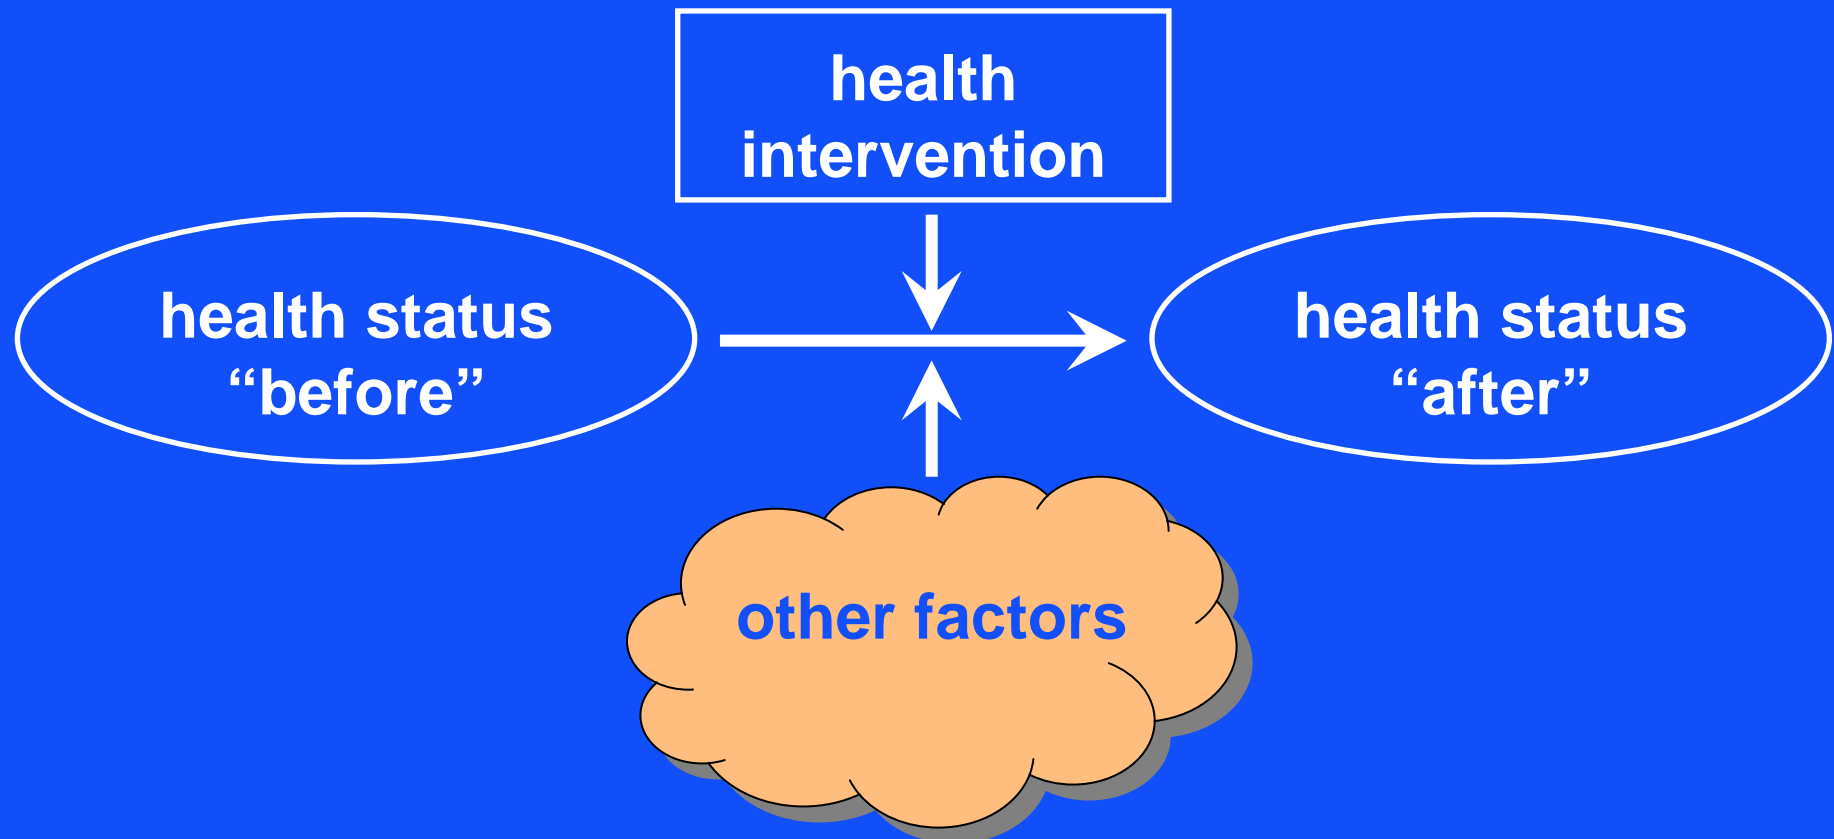 health
intervention
health status
“before”
health status
“after”
other factors